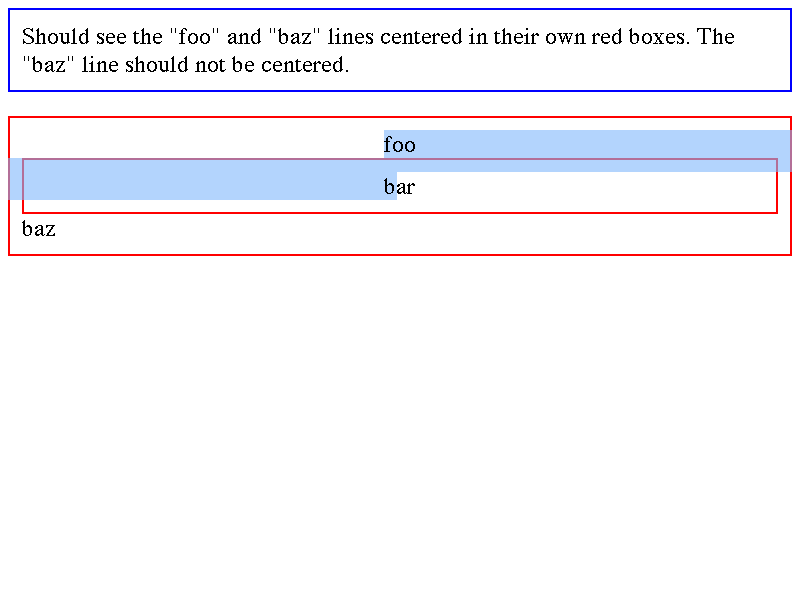 Should see the "foo" and "baz" lines centered in their own red boxes. The
"baz" line should not be centered.
foo
bar
baz